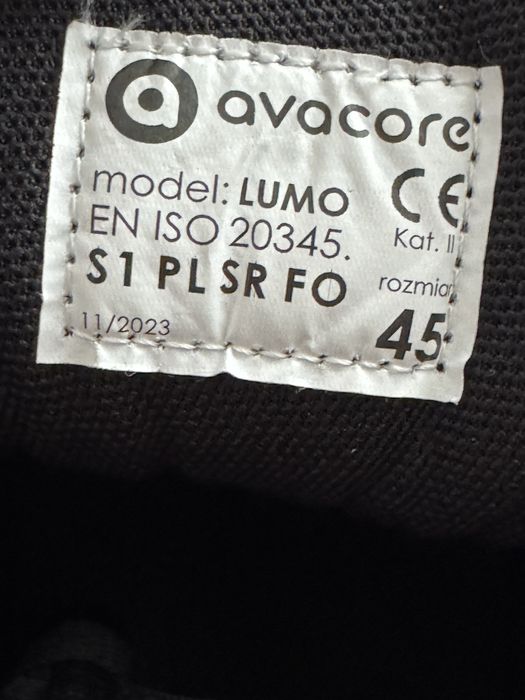 avacore
model: LUMO CE
EN ISO 20345. Kat. II
S1 PL SR FO rozmiar
11/2023 45